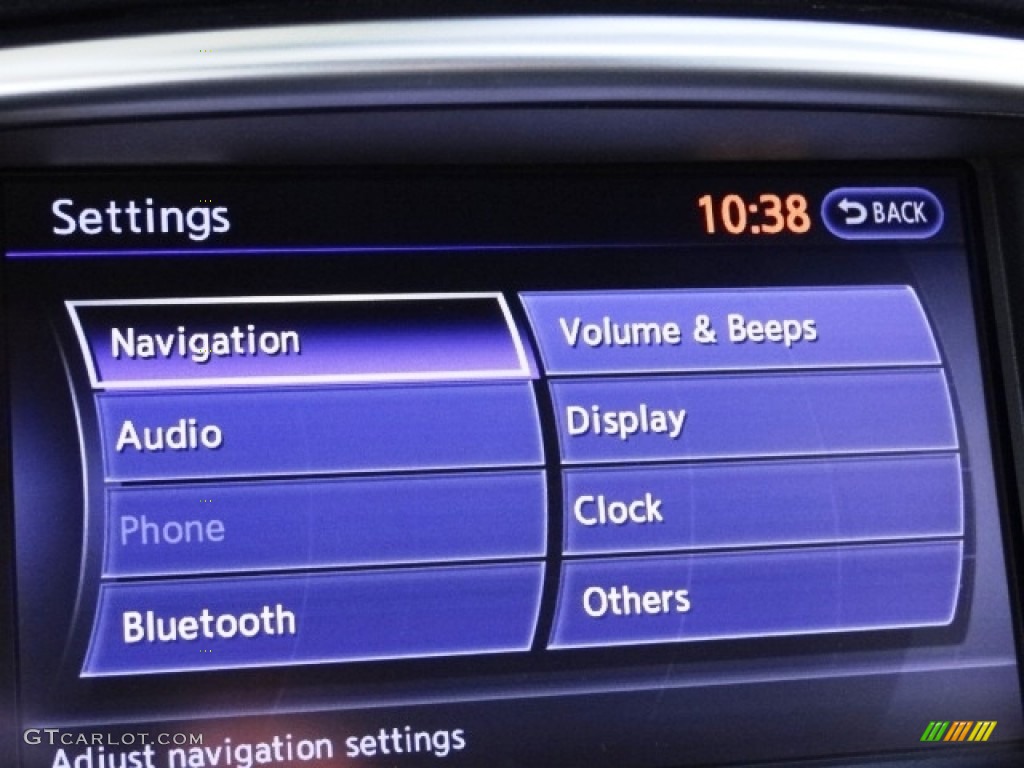 Settings
10:38
BACK
Navigation
Volume & Beeps
Audio
Display
Phone
Clock
Bluetooth
Others
Adjust navigation settings
GTCARLOT.COM